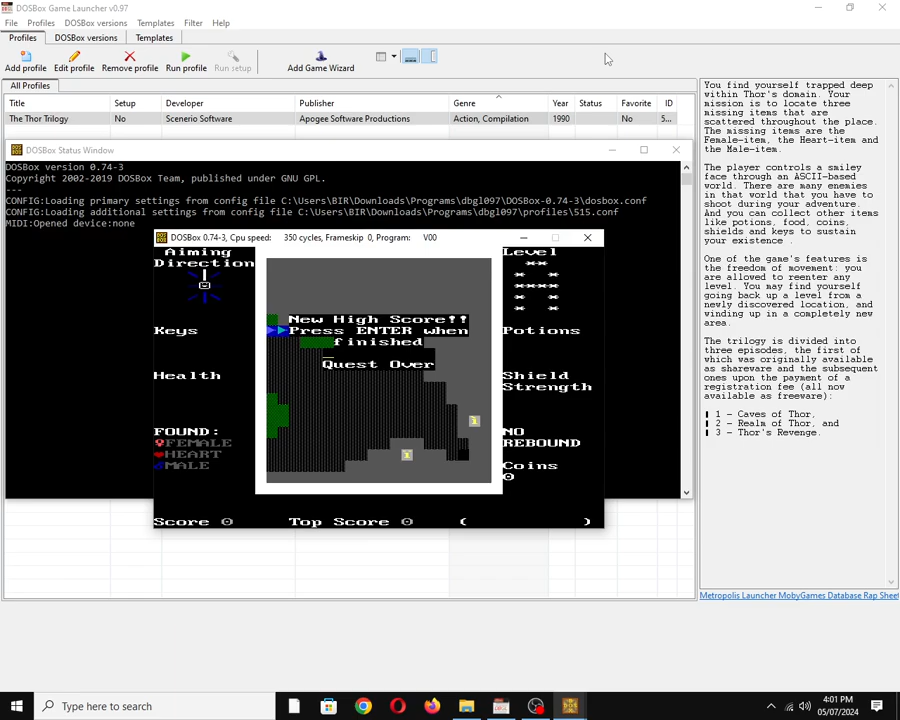 DOSBox Game Launcher v0.97
File Profiles DOSBox versions Templates Filter Help
Profiles DOSBox versions Templates
Add profile Edit profile Remove profile Run profile Run setup Add Game Wizard
All Profiles
Title Setup Developer Publisher Genre Year Status Favorite ID
The Thor Trilogy No Scenerio Software Apogee Software Productions Action, Compilation 1990 No 5...
DOSBox Status Window
DOSBox version 0.74-3
Copyright 2002-2019 DOSBox Team, published under GNU GPL.
---
CONFIG:Loading primary settings from config file C:\Users\BIR\Downloads\Programs\dbgl097\DOSBox-0.74-3\dosbox.conf
CONFIG:Loading additional settings from config file C:\Users\BIR\Downloads\Programs\dbgl097\profiles\515.conf
MIDI:Opened device:none
DOSBox 0.74-3, Cpu speed: 350 cycles, Frameskip 0, Program: V00
Aiming
Direction
Keys
Health
FOUND:
♀FEMALE
♥HEART
♂MALE
New High Score!!
Press ENTER when
finished
_
Quest Over
1
1
Level
Potions
Shield
Strength
NO
REBOUND
Coins
0
Score 0 Top Score 0 ( )
You find yourself trapped deep
within Thor's domain. Your
mission is to locate three
missing items that are
scattered throughout the place.
The missing items are the
Female-item, the Heart-item and
the Male-item.
The player controls a smiley
face through an ASCII-based
world. There are many enemies
in that world that you have to
shoot during your adventure.
And you can collect other items
like potions, food, coins,
shields and keys to sustain
your existence .
One of the game's features is
the freedom of movement: you
are allowed to reenter any
level. You may find yourself
going back up a level from a
newly discovered location, and
winding up in a completely new
area.
The trilogy is divided into
three episodes, the first of
which was originally available
as shareware and the subsequent
ones upon the payment of a
registration fee (all now
available as freeware):
1 - Caves of Thor,
2 - Realm of Thor, and
3 - Thor's Revenge.
Metropolis Launcher MobyGames Database Rap Shee
Type here to search
4:01 PM
05/07/2024